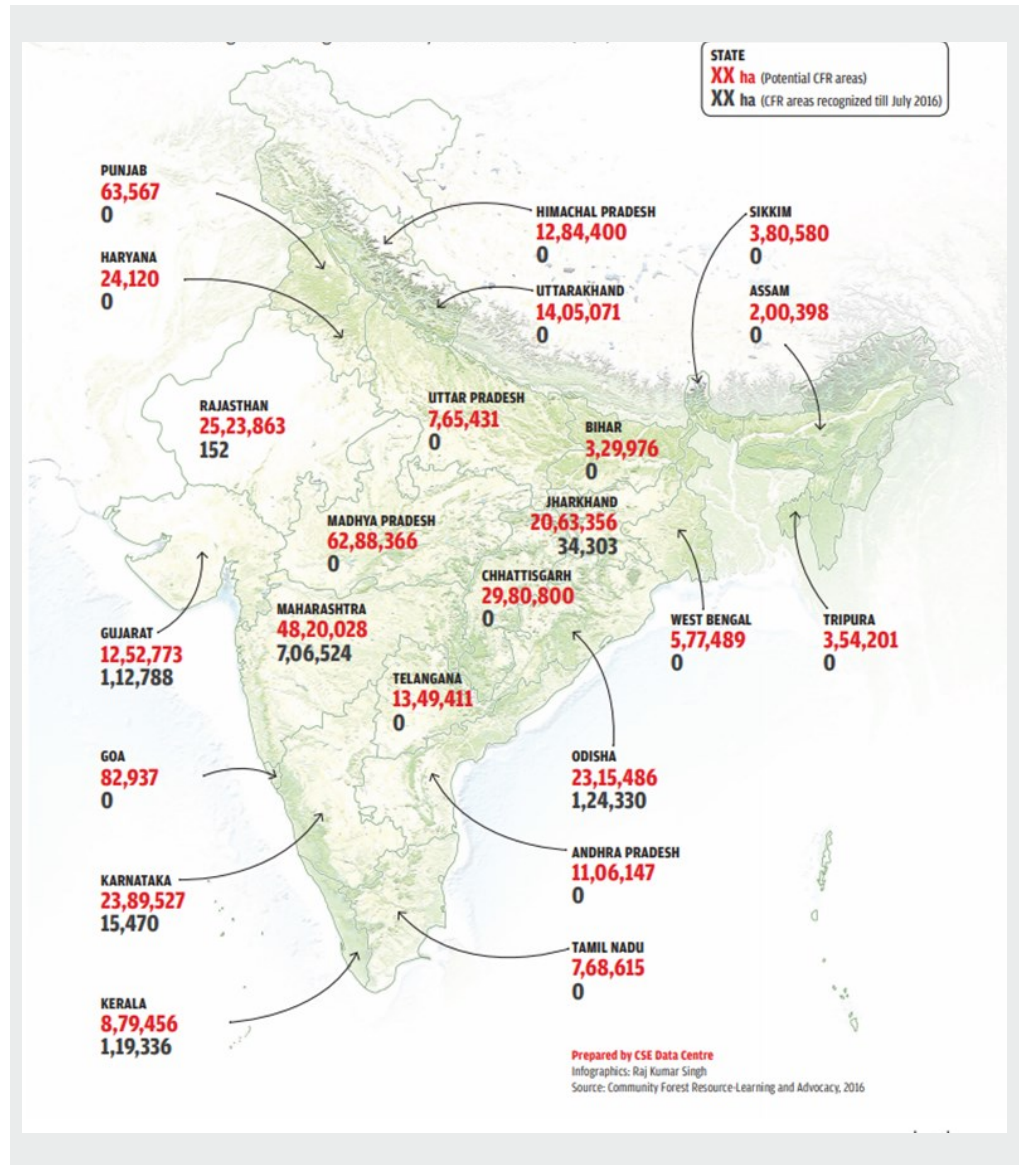 STATE
XX ha (Potential CFR areas)
XX ha (CFR areas recognized till July 2016)
PUNJAB
63,567
0
HARYANA
24,120
0
HIMACHAL PRADESH
12,84,400
0
UTTARAKHAND
14,05,071
0
SIKKIM
3,80,580
0
ASSAM
2,00,398
0
RAJASTHAN
25,23,863
152
UTTAR PRADESH
7,65,431
0
BIHAR
3,29,976
0
JHARKHAND
20,63,356
34,303
MADHYA PRADESH
62,88,366
0
CHHATTISGARH
29,80,800
0
MAHARASHTRA
48,20,028
7,06,524
GUJARAT
12,52,773
1,12,788
WEST BENGAL
5,77,489
0
TRIPURA
3,54,201
0
TELANGANA
13,49,411
0
GOA
82,937
0
ODISHA
23,15,486
1,24,330
ANDHRA PRADESH
11,06,147
0
KARNATAKA
23,89,527
15,470
TAMIL NADU
7,68,615
0
KERALA
8,79,456
1,19,336
Prepared by CSE Data Centre
Infographics: Raj Kumar Singh
Source: Community Forest Resource-Learning and Advocacy, 2016